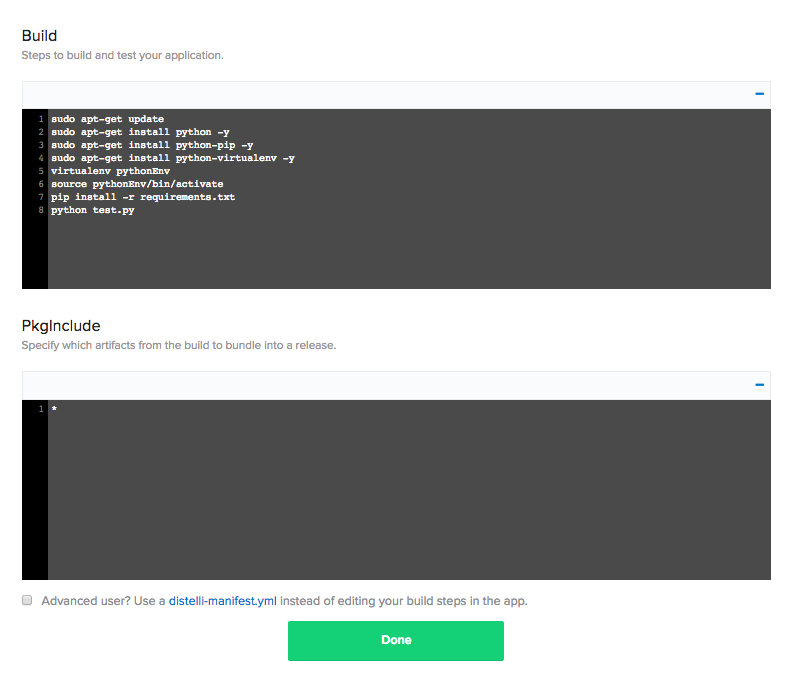 Build
Steps to build and test your application.
1 sudo apt-get update
2 sudo apt-get install python -y
3 sudo apt-get install python-pip -y
4 sudo apt-get install python-virtualenv -y
5 virtualenv pythonEnv
6 source pythonEnv/bin/activate
7 pip install -r requirements.txt
8 python test.py
PkgInclude
Specify which artifacts from the build to bundle into a release.
1 *
Advanced user? Use a distelli-manifest.yml instead of editing your build steps in the app.
Done